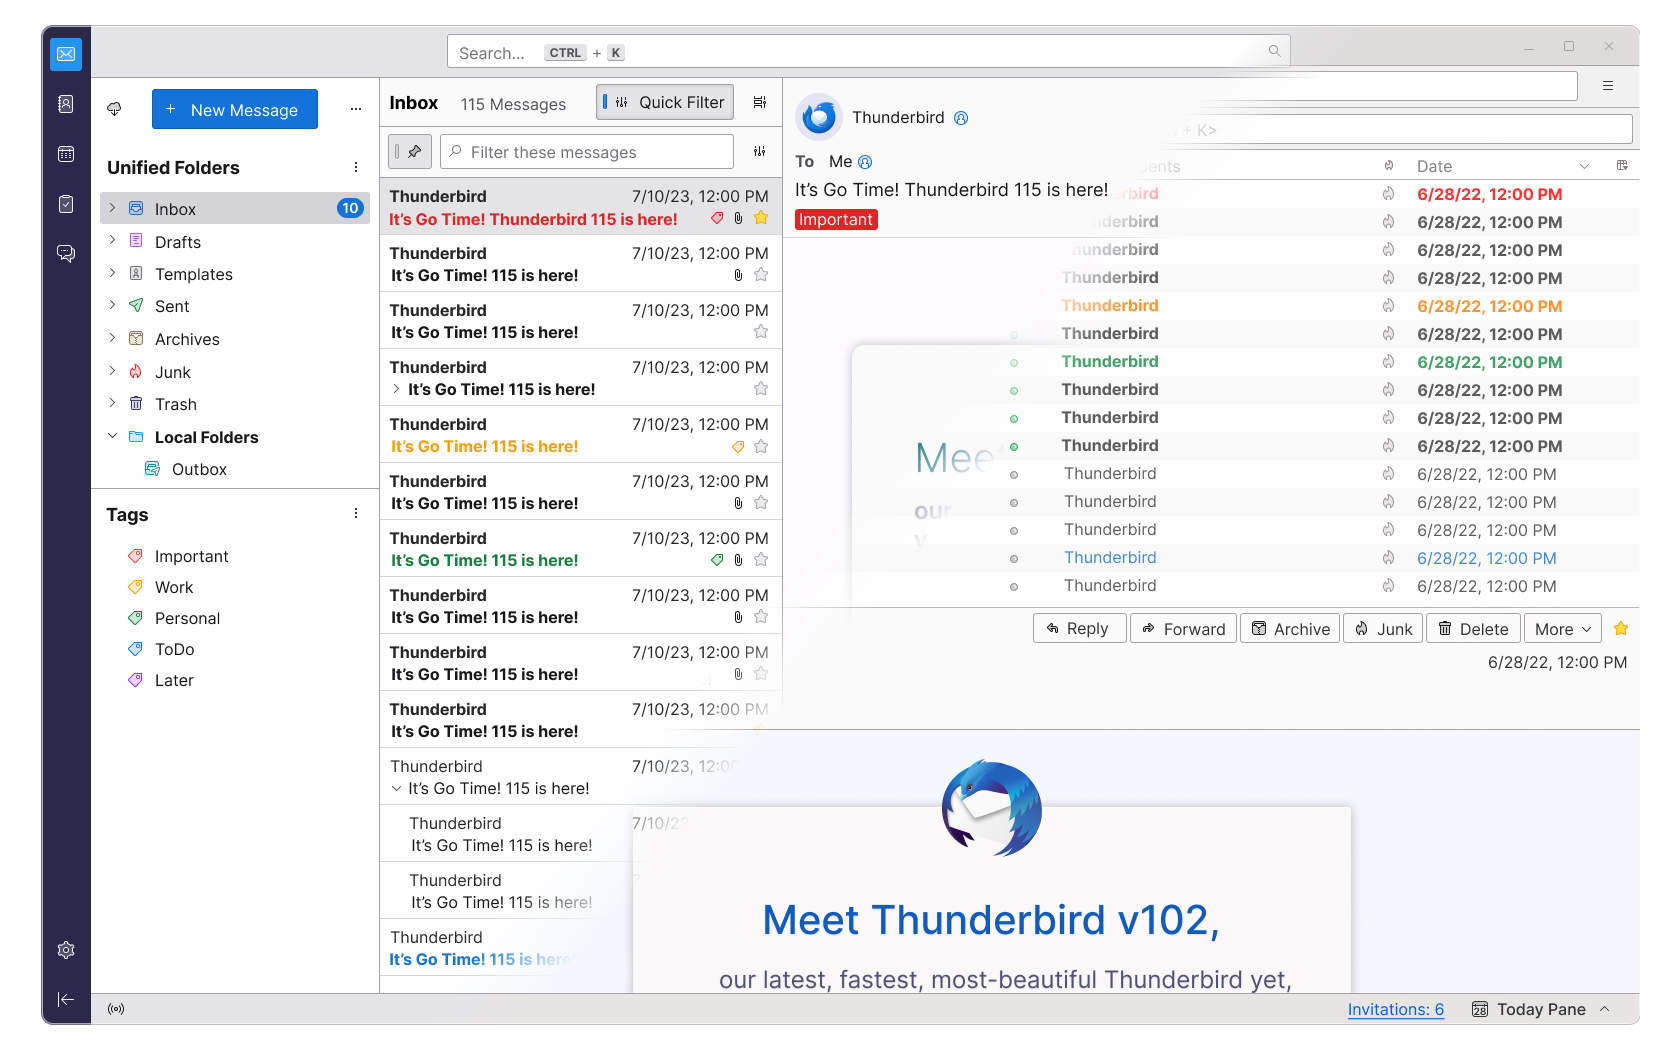 Search... CTRL + K
New Message
Unified Folders
Inbox 10
Drafts
Templates
Sent
Archives
Junk
Trash
Local Folders
Outbox
Tags
Important
Work
Personal
ToDo
Later
Inbox 115 Messages Quick Filter
Filter these messages
Thunderbird 7/10/23, 12:00 PM
It's Go Time! Thunderbird 115 is here!
Thunderbird 7/10/23, 12:00 PM
It's Go Time! 115 is here!
Thunderbird 7/10/23, 12:00 PM
It's Go Time! 115 is here!
Thunderbird 7/10/23, 12:00 PM
It's Go Time! 115 is here!
Thunderbird 7/10/23, 12:00 PM
It's Go Time! 115 is here!
Thunderbird 7/10/23, 12:00 PM
It's Go Time! 115 is here!
Thunderbird 7/10/23, 12:00 PM
It's Go Time! 115 is here!
Thunderbird 7/10/23, 12:00 PM
It's Go Time! 115 is here!
Thunderbird 7/10/23, 12:00 PM
It's Go Time! 115 is here!
Thunderbird 7/10/23, 12:00 PM
It's Go Time! 115 is here!
Thunderbird 7/10/23, 12:00
It's Go Time! 115 is here!
Thunderbird 7/10/23
It's Go Time! 115 is here!
Thunderbird 7
It's Go Time! 115 is here!
Thunderbird
It's Go Time! 115 is here
Thunderbird
To Me
It's Go Time! Thunderbird 115 is here!
Important
+ K>
ents Date
rbird 6/28/22, 12:00 PM
nderbird 6/28/22, 12:00 PM
hunderbird 6/28/22, 12:00 PM
Thunderbird 6/28/22, 12:00 PM
Thunderbird 6/28/22, 12:00 PM
Thunderbird 6/28/22, 12:00 PM
Thunderbird 6/28/22, 12:00 PM
Thunderbird 6/28/22, 12:00 PM
Thunderbird 6/28/22, 12:00 PM
Thunderbird 6/28/22, 12:00 PM
Thunderbird 6/28/22, 12:00 PM
Thunderbird 6/28/22, 12:00 PM
Thunderbird 6/28/22, 12:00 PM
Thunderbird 6/28/22, 12:00 PM
Thunderbird 6/28/22, 12:00 PM
Meet
our
y
Reply Forward Archive Junk Delete More
6/28/22, 12:00 PM
Meet Thunderbird v102,
our latest, fastest, most-beautiful Thunderbird yet,
Invitations: 6 28 Today Pane